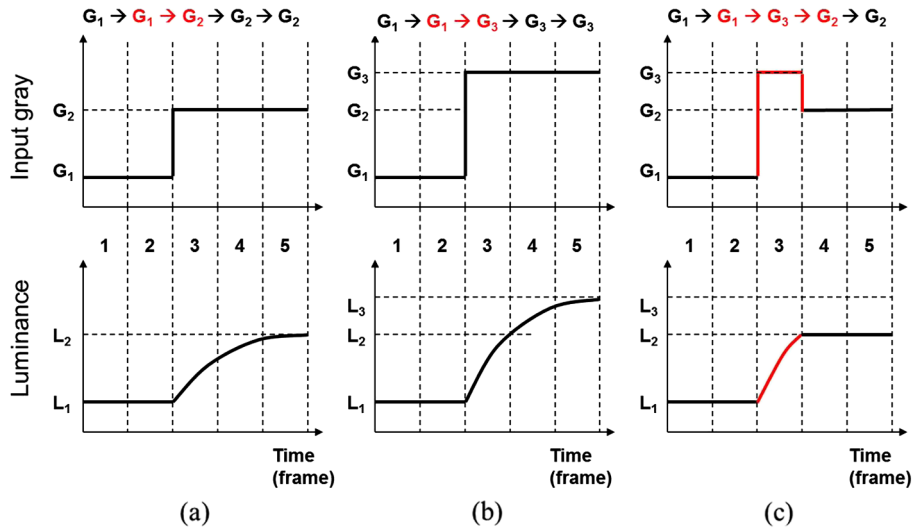 G₁ → G₁ → G₂ → G₂ → G₂
G₁ → G₁ → G₃ → G₃ → G₃
G₁ → G₁ → G₃ → G₂ → G₂
Input gray
G₂
G₁
G₃
G₂
G₁
G₃
G₂
G₁
1 2 3 4 5
1 2 3 4 5
1 2 3 4 5
Luminance
L₂
L₁
L₃
L₂
L₁
L₃
L₂
L₁
Time
(frame)
Time
(frame)
Time
(frame)
(a)
(b)
(c)